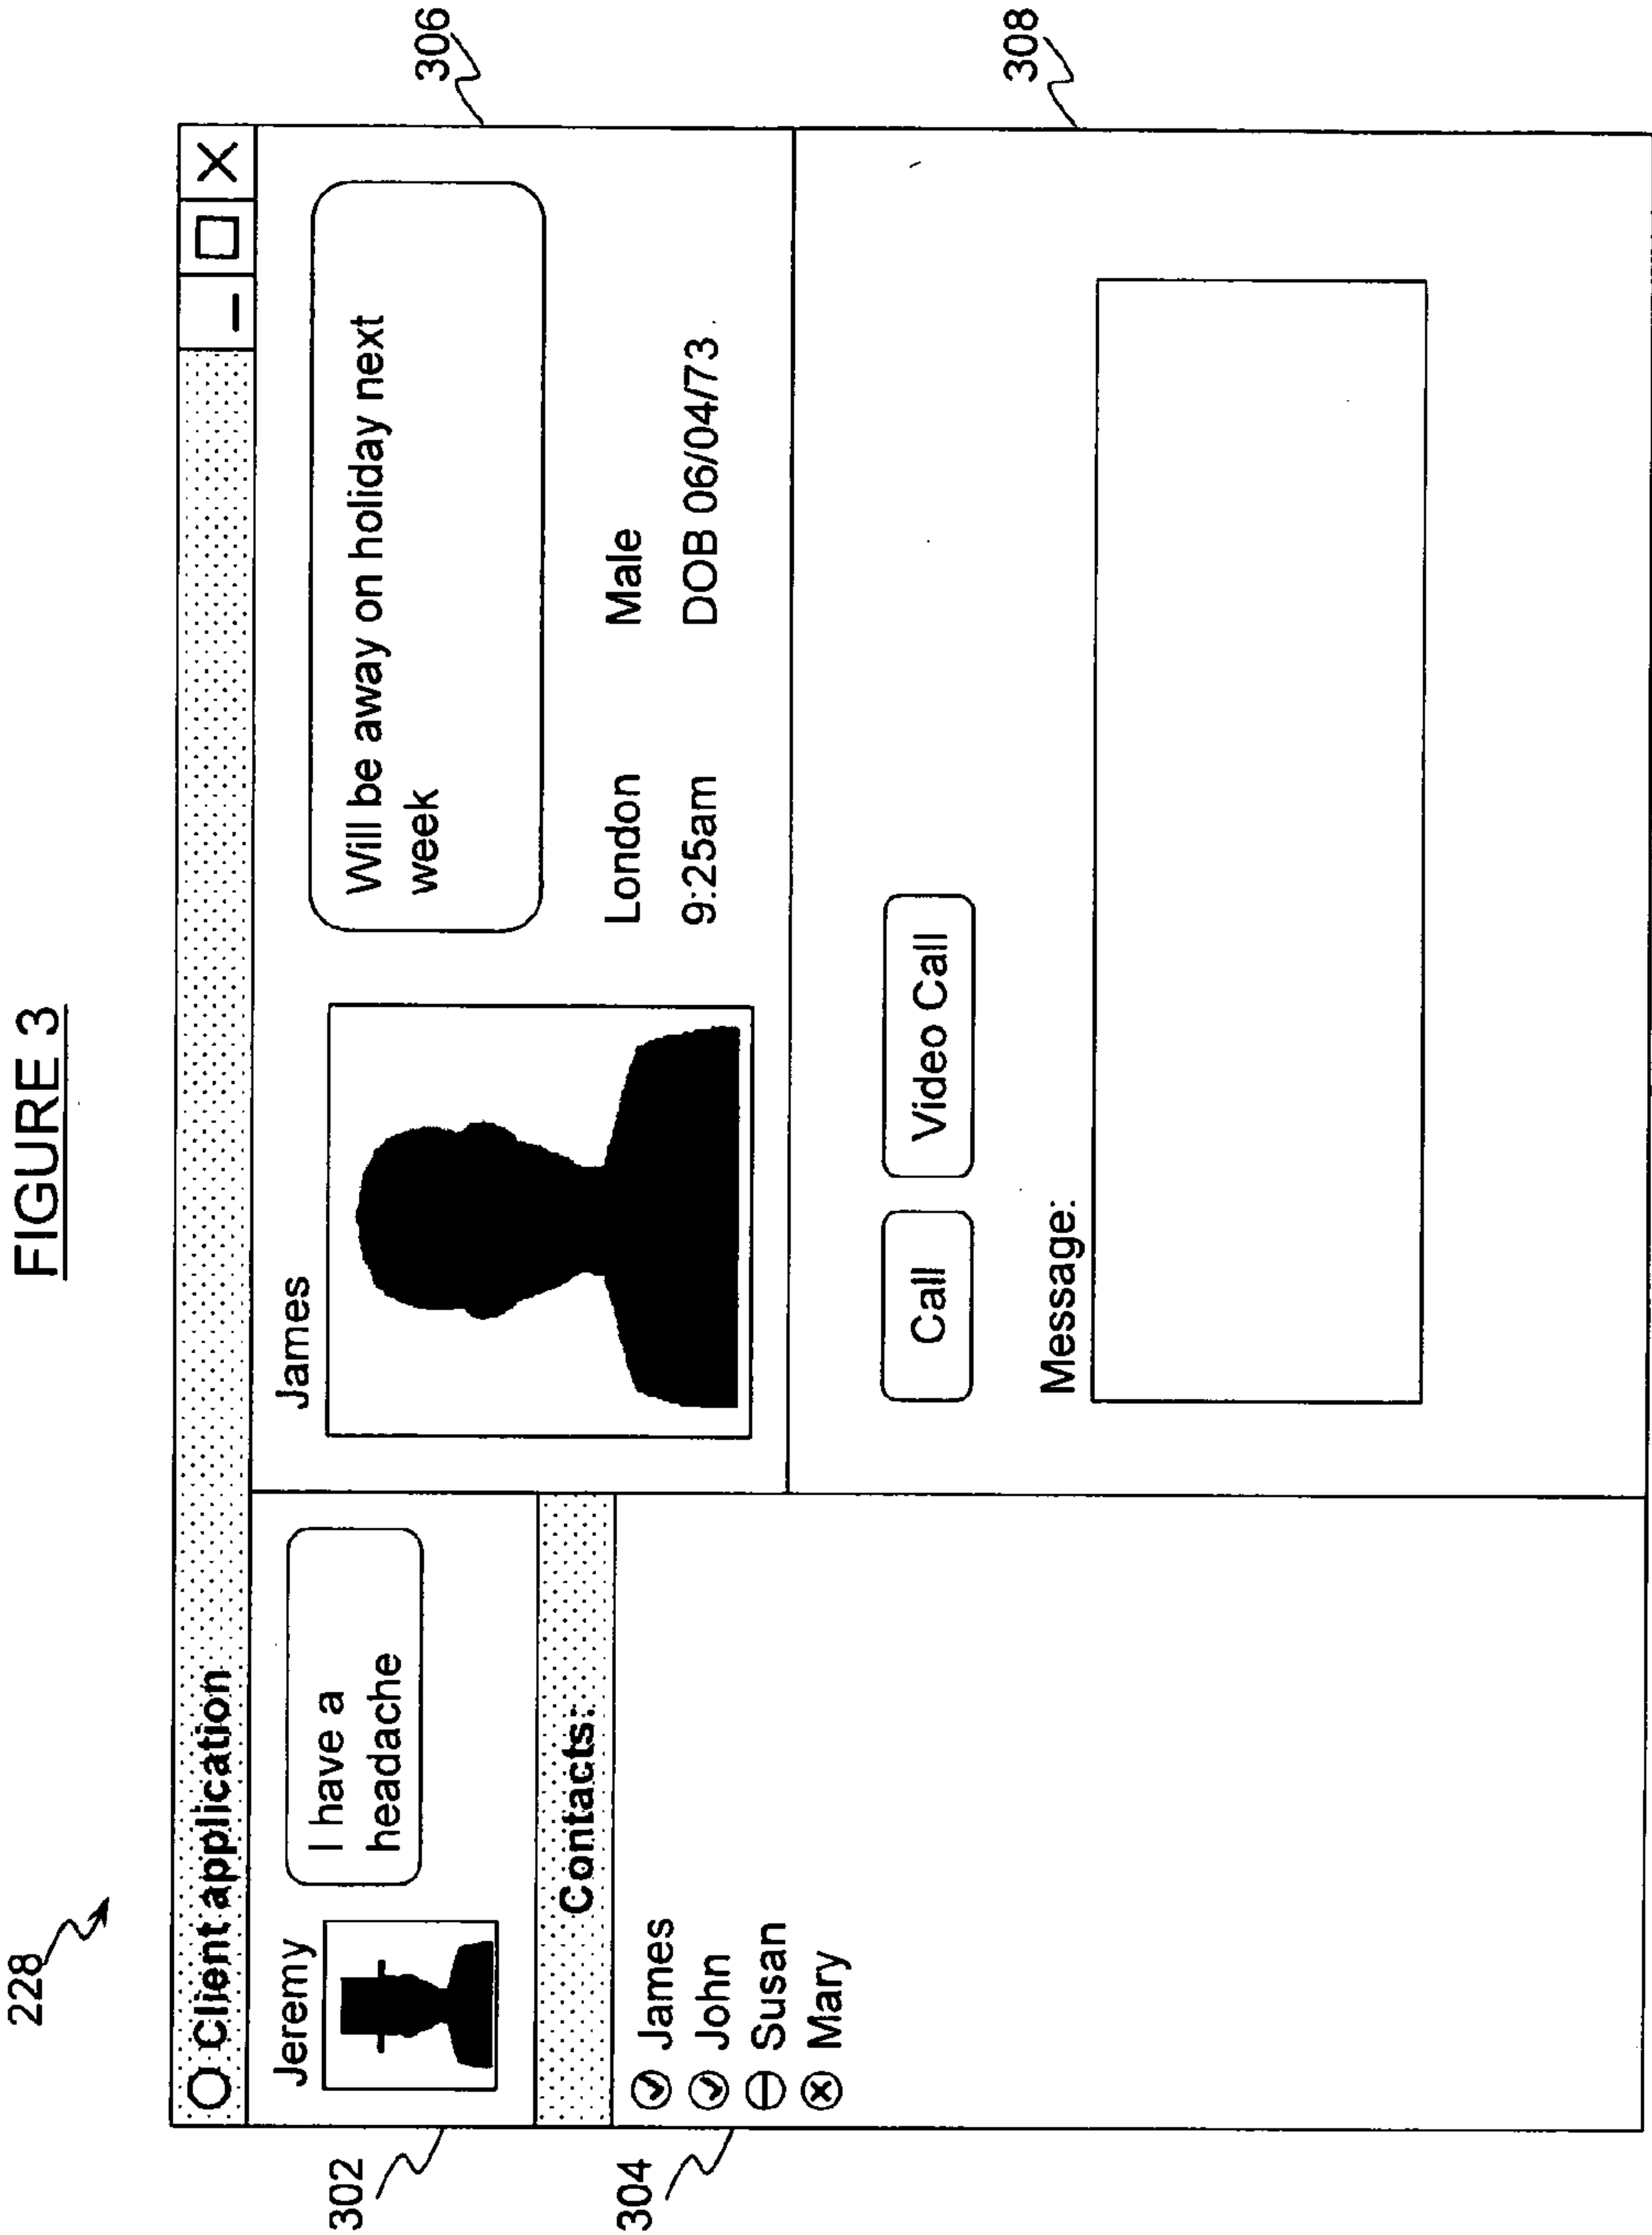 FIGURE 3
228
Client application
302
Jeremy
I have a
headache
304
Contacts:
James
John
Susan
Mary
306
James
Will be away on holiday next
week
London
Male
9:25am
DOB 06/04/73
308
Call
Video Call
Message: